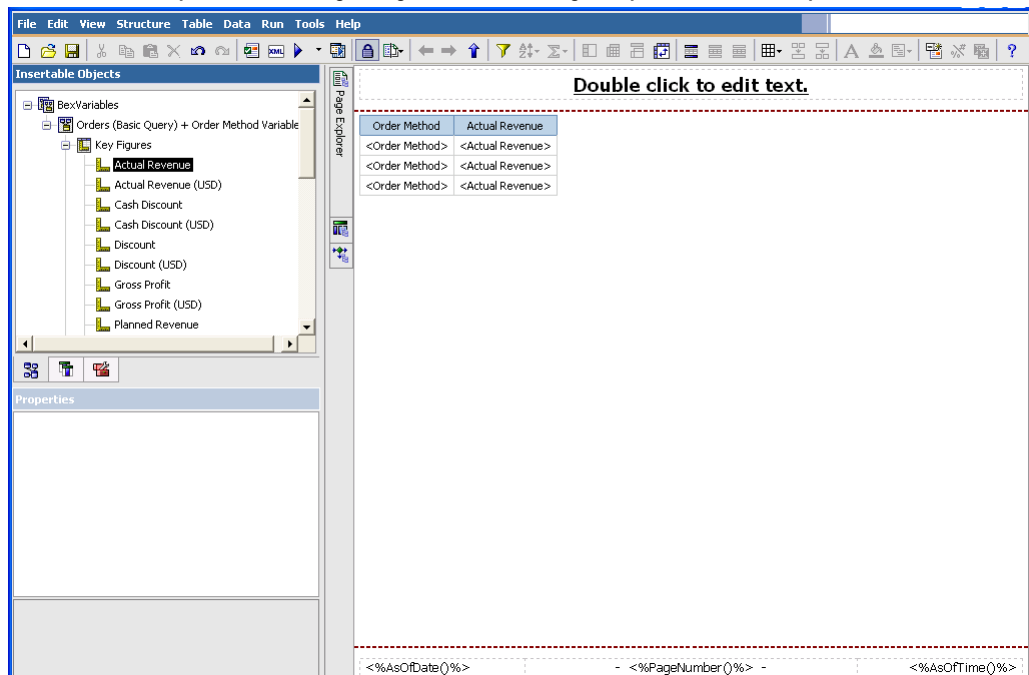 File Edit View Structure Table Data Run Tools Help
Insertable Objects
BexVariables
Orders (Basic Query) + Order Method Variable
Key Figures
Actual Revenue
Actual Revenue (USD)
Cash Discount
Cash Discount (USD)
Discount
Discount (USD)
Gross Profit
Gross Profit (USD)
Planned Revenue
Properties
Page Explorer
Double click to edit text.
Order Method Actual Revenue
<Order Method> <Actual Revenue>
<Order Method> <Actual Revenue>
<Order Method> <Actual Revenue>
<%AsOfDate()%> - <%PageNumber()%> - <%AsOfTime()%>